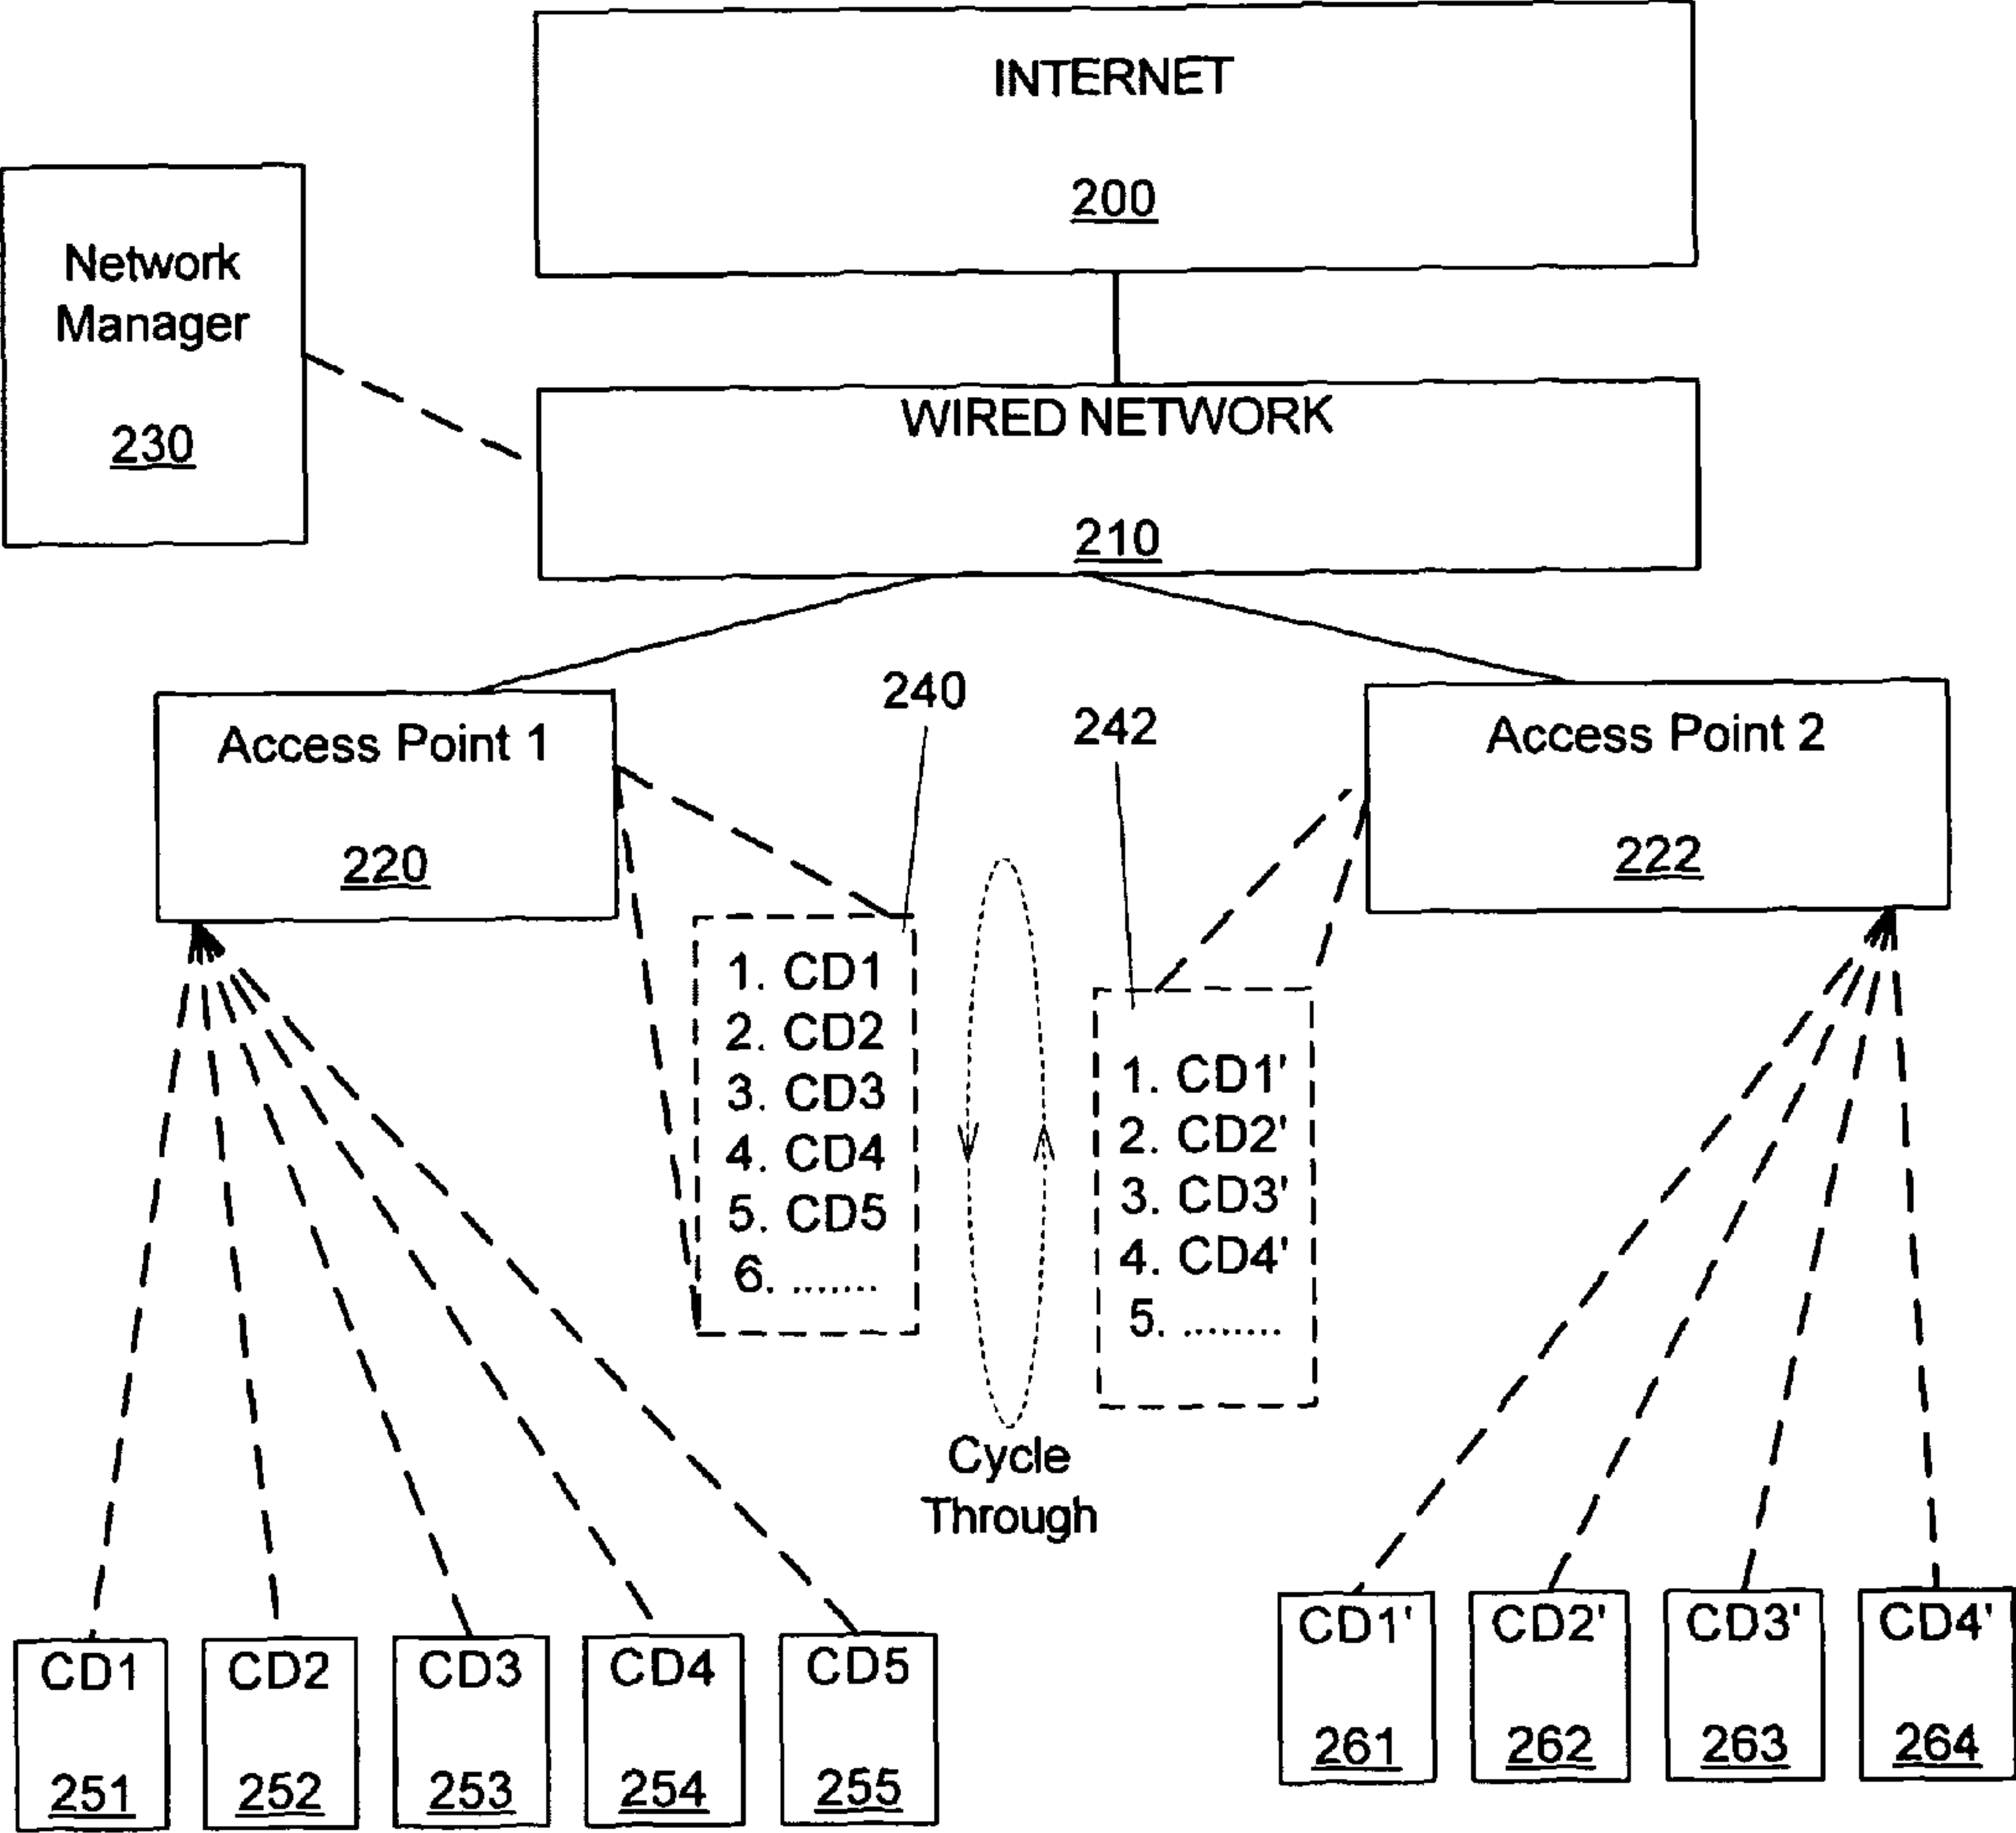 INTERNET
200
Network
Manager
230
WIRED NETWORK
210
240
242
Access Point 1
220
Access Point 2
222
1. CD1
2. CD2
3. CD3
4. CD4
5. CD5
6. .......
1. CD1'
2. CD2'
3. CD3'
4. CD4'
5. ........
Cycle
Through
CD1
251
CD2
252
CD3
253
CD4
254
CD5
255
CD1'
261
CD2'
262
CD3'
263
CD4'
264